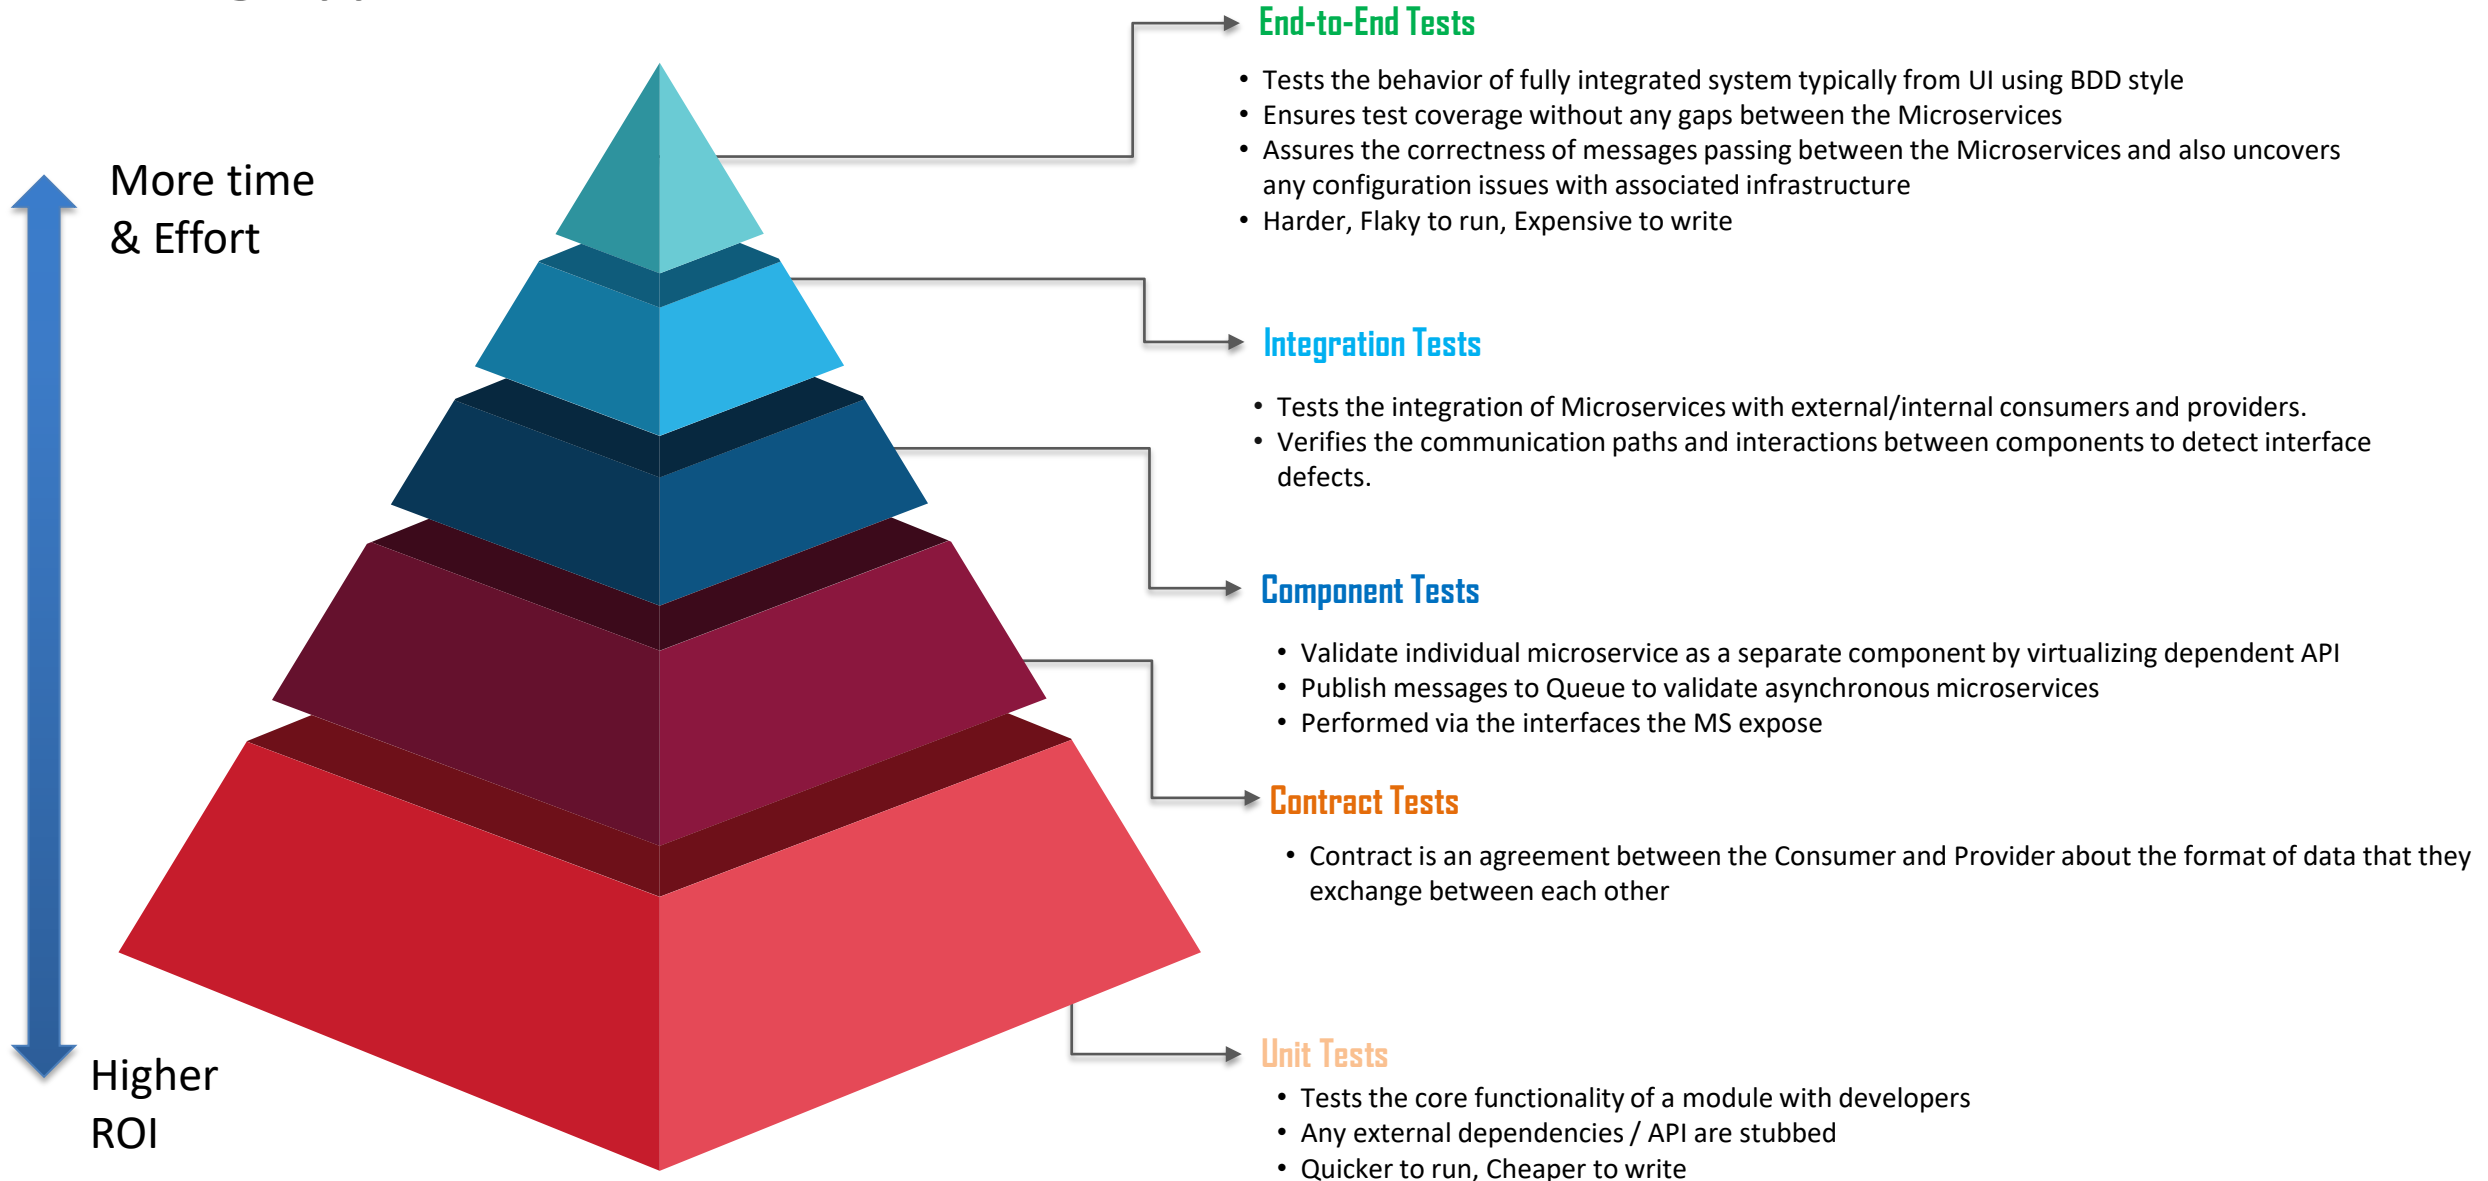 End-to-End Tests
• Tests the behavior of fully integrated system typically from UI using BDD style
• Ensures test coverage without any gaps between the Microservices
• Assures the correctness of messages passing between the Microservices and also uncovers
any configuration issues with associated infrastructure
• Harder, Flaky to run, Expensive to write
More time
& Effort
Integration Tests
• Tests the integration of Microservices with external/internal consumers and providers.
• Verifies the communication paths and interactions between components to detect interface
defects.
Component Tests
• Validate individual microservice as a separate component by virtualizing dependent API
• Publish messages to Queue to validate asynchronous microservices
• Performed via the interfaces the MS expose
Contract Tests
• Contract is an agreement between the Consumer and Provider about the format of data that they
exchange between each other
Higher
ROI
Unit Tests
• Tests the core functionality of a module with developers
• Any external dependencies / API are stubbed
• Quicker to run, Cheaper to write